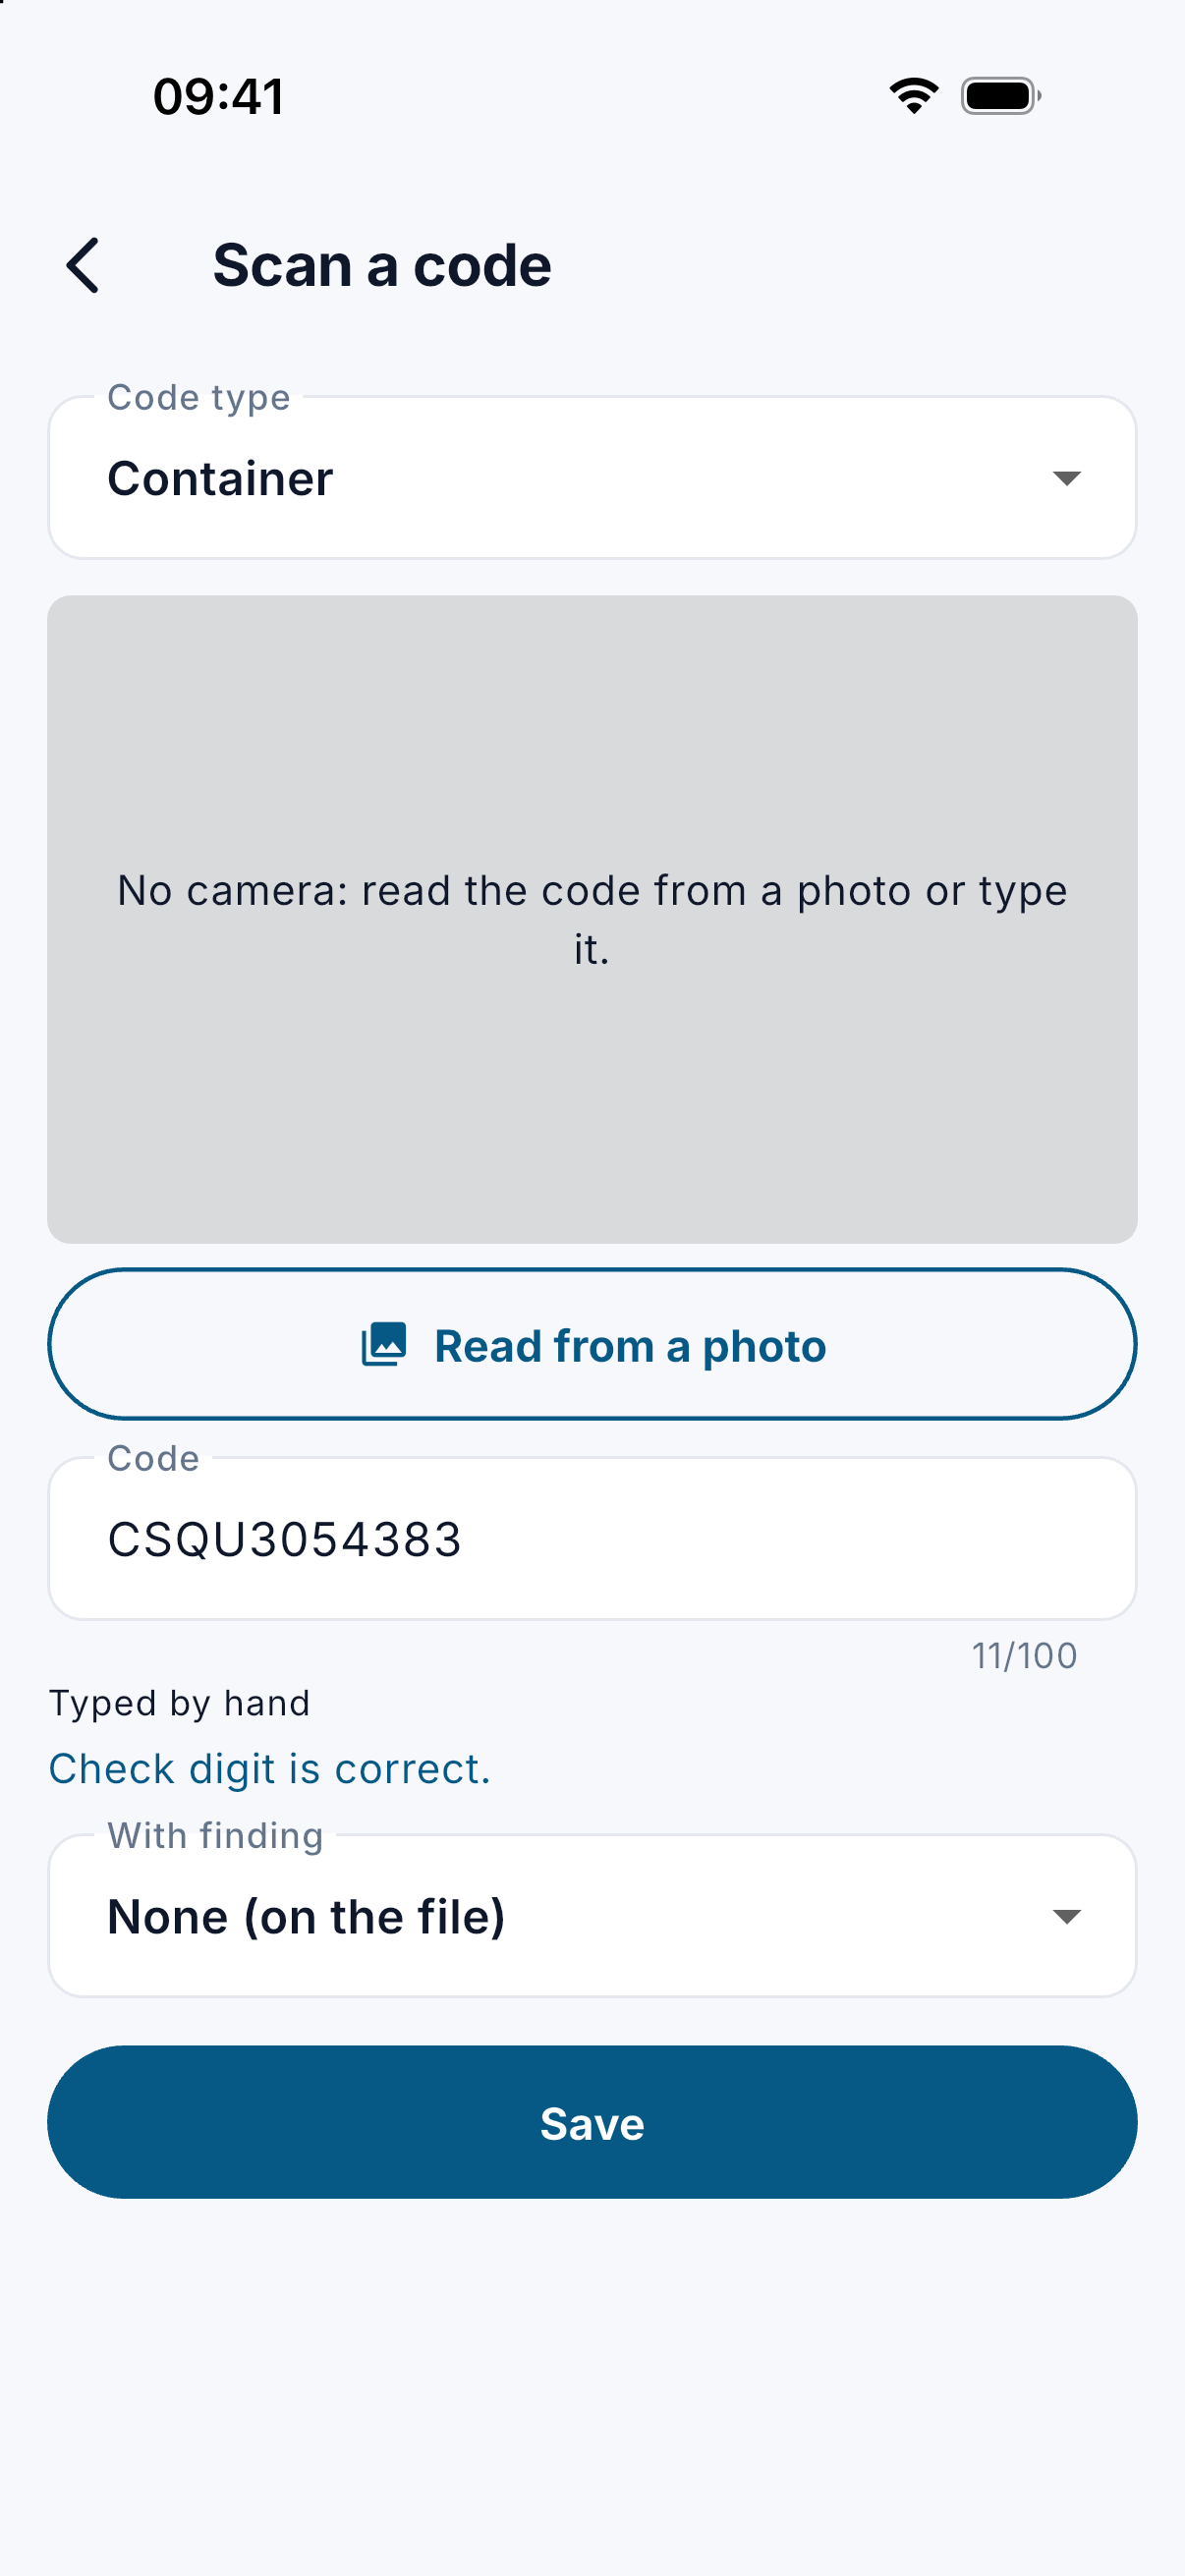 09:41
Scan a code
Code type
Container
No camera: read the code from a photo or type
it.
Read from a photo
Code
CSQU3054383
11/100
Typed by hand
Check digit is correct.
With finding
None (on the file)
Save